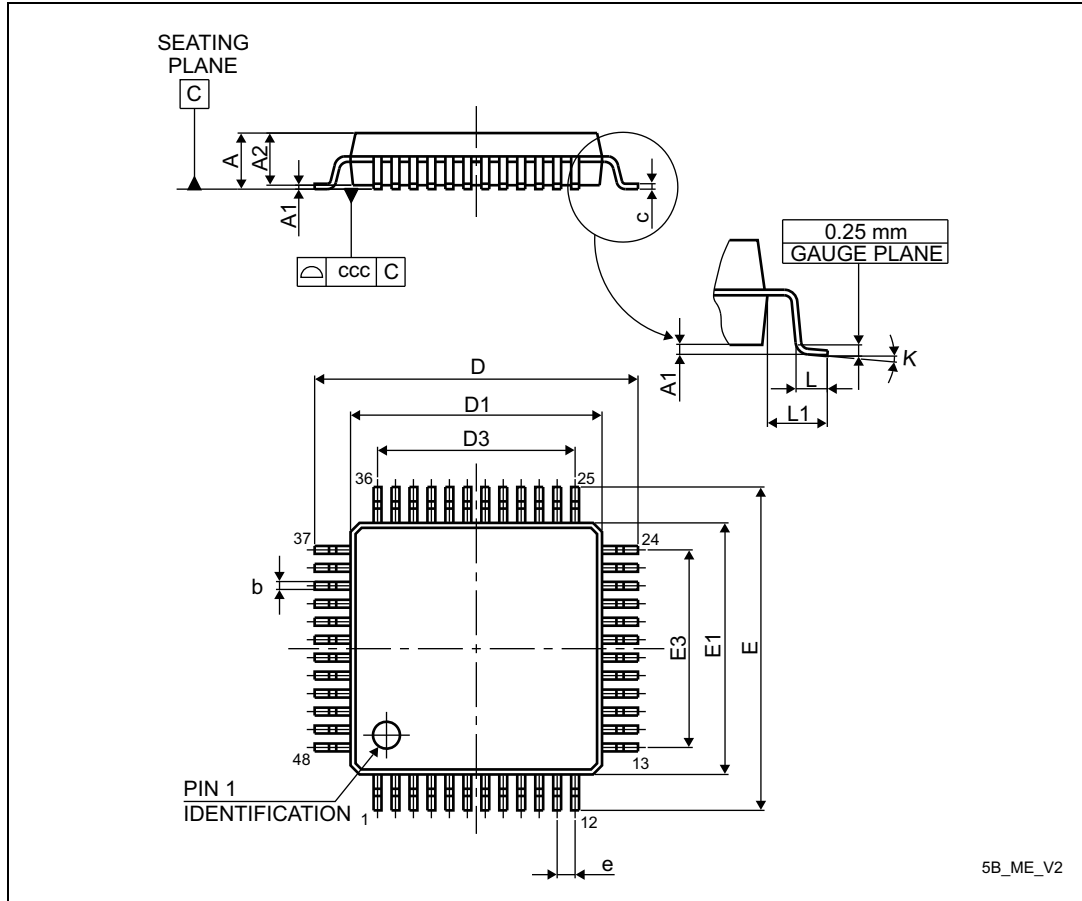 SEATING
PLANE
C
A
A2
A1
c
ccc C
0.25 mm
GAUGE PLANE
A1
K
L
L1
D
D1
D3
36
25
37
24
b
E3
E1
E
48
13
PIN 1
IDENTIFICATION
1
12
e
5B_ME_V2